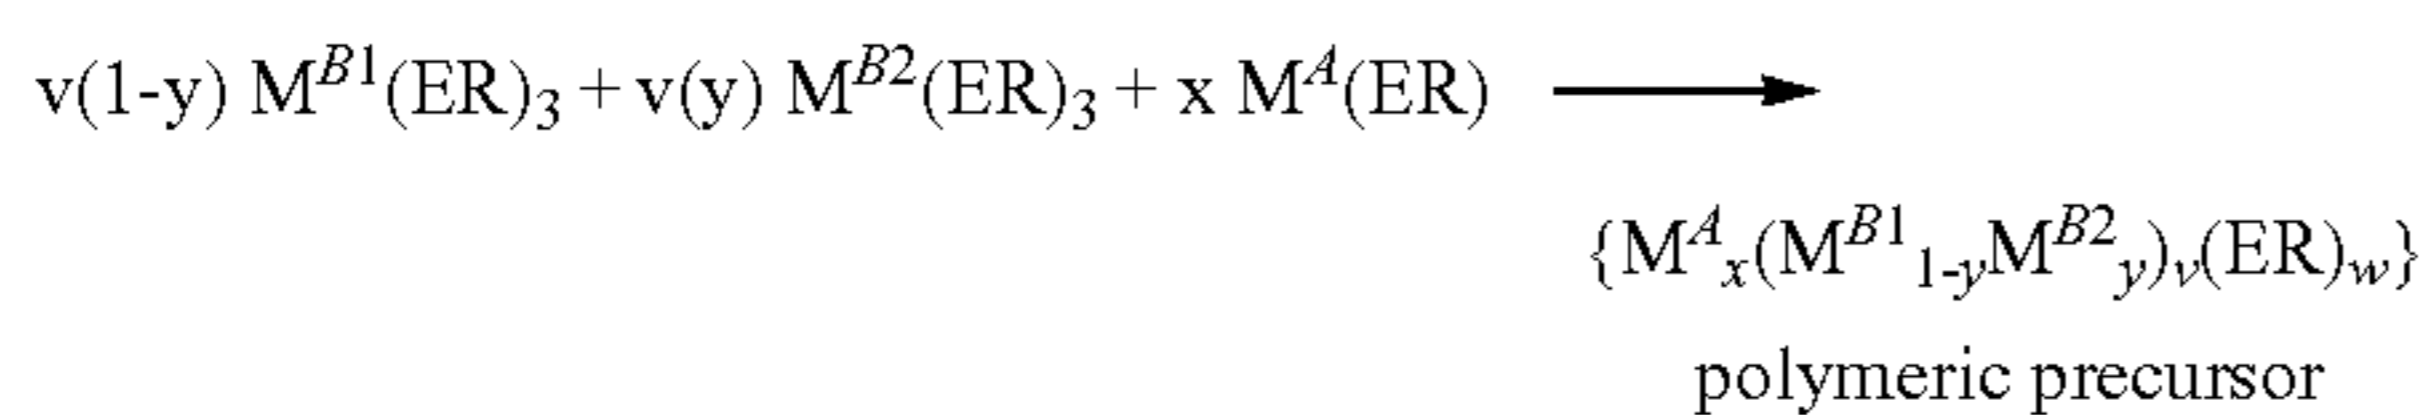 v(1-y) M^{B1}(ER)_3 + v(y) M^{B2}(ER)_3 + x M^A(ER) ⟶
{M^A_x(M^{B1}_{1-y}M^{B2}_y)_v(ER)_w}
polymeric precursor